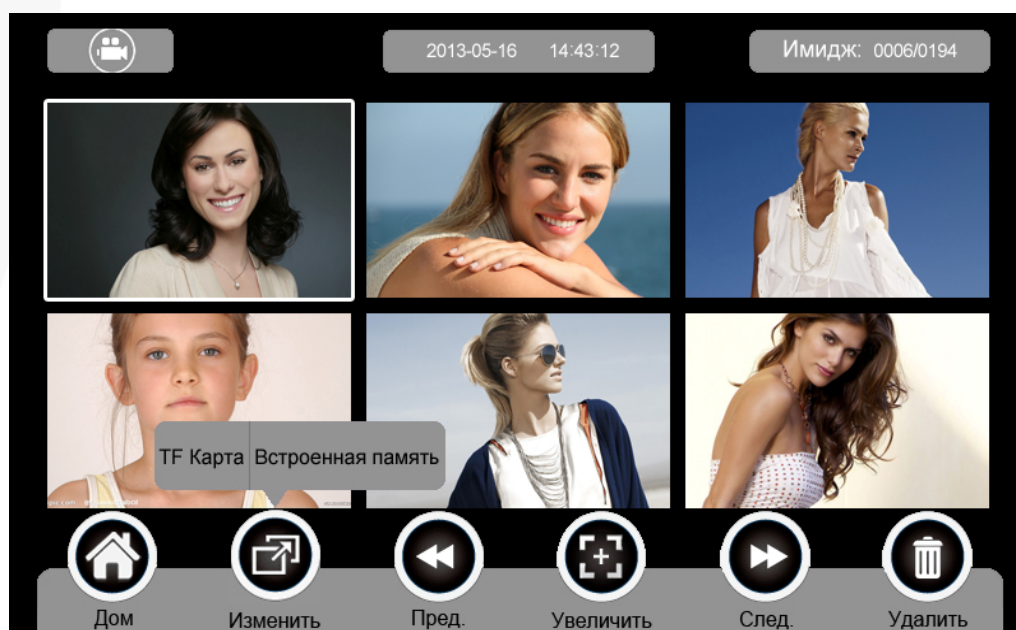 2013-05-16 14:43:12
Имидж: 0006/0194
TF Карта Встроенная память
Дом Изменить Пред. Увеличить След. Удалить